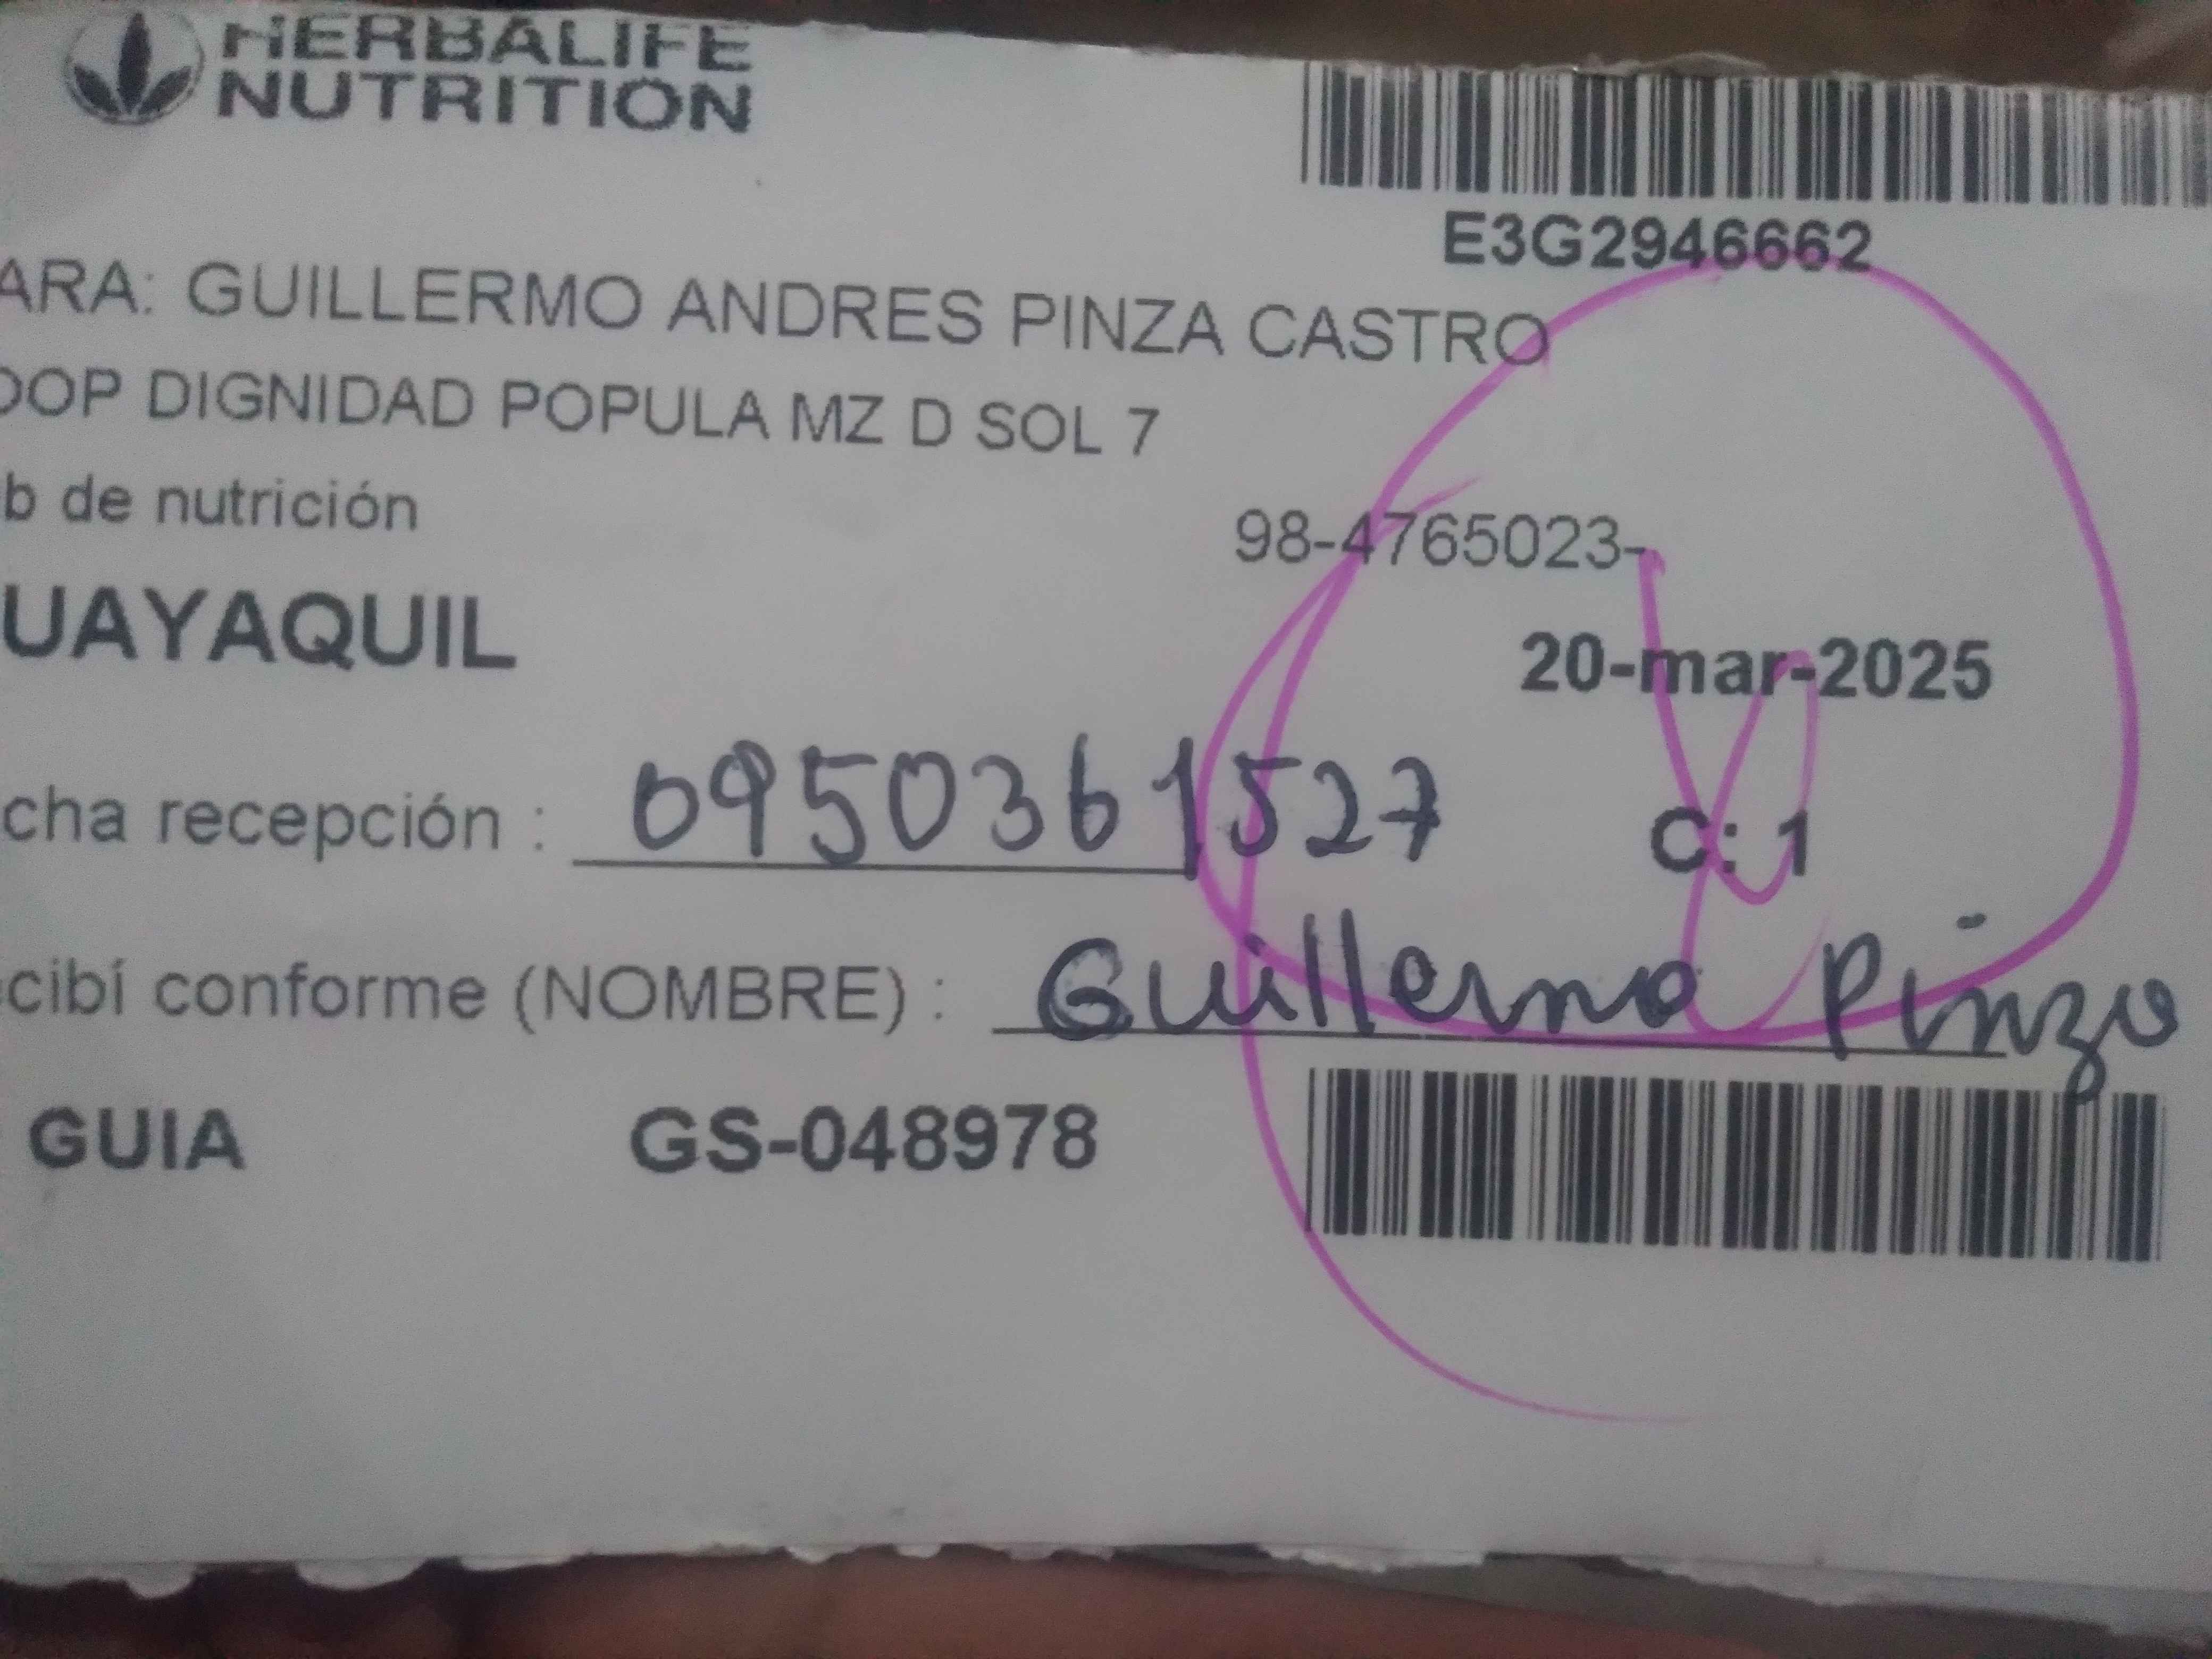 HERBALIFE
NUTRITION
E3G2946662
ARA: GUILLERMO ANDRES PINZA CASTRO
OOP DIGNIDAD POPULA MZ D SOL 7
b de nutrición
98-4765023-
UAYAQUIL
20-mar-2025
cha recepción : 0950361527
C: 1
cibí conforme (NOMBRE) : Guillermo Pinza
GUIA GS-048978